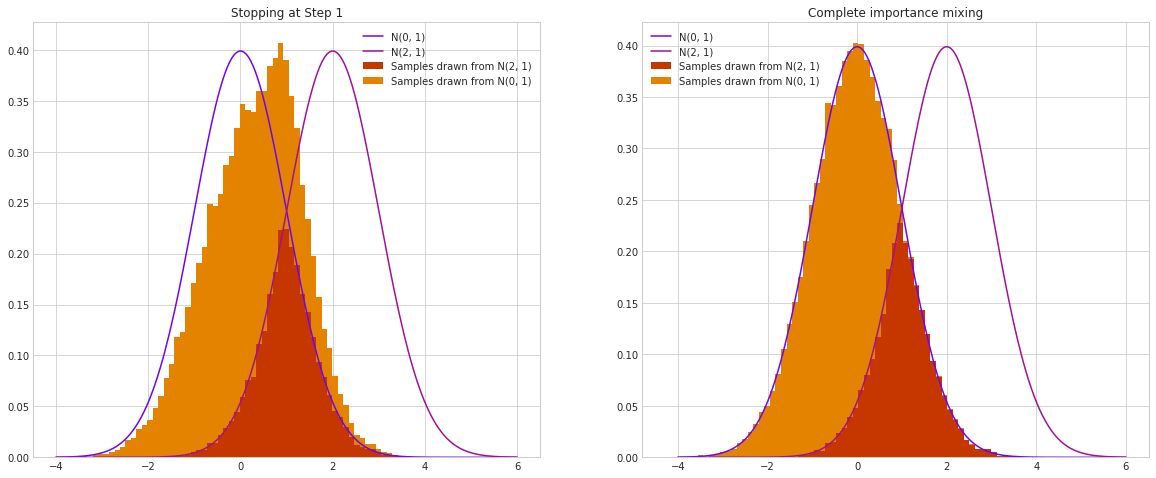 Stopping at Step 1
N(0, 1)
N(2, 1)
Samples drawn from N(2, 1)
Samples drawn from N(0, 1)
0.40
0.35
0.30
0.25
0.20
0.15
0.10
0.05
0.00
−4 −2 0 2 4 6
Complete importance mixing
N(0, 1)
N(2, 1)
Samples drawn from N(2, 1)
Samples drawn from N(0, 1)
0.40
0.35
0.30
0.25
0.20
0.15
0.10
0.05
0.00
−4 −2 0 2 4 6